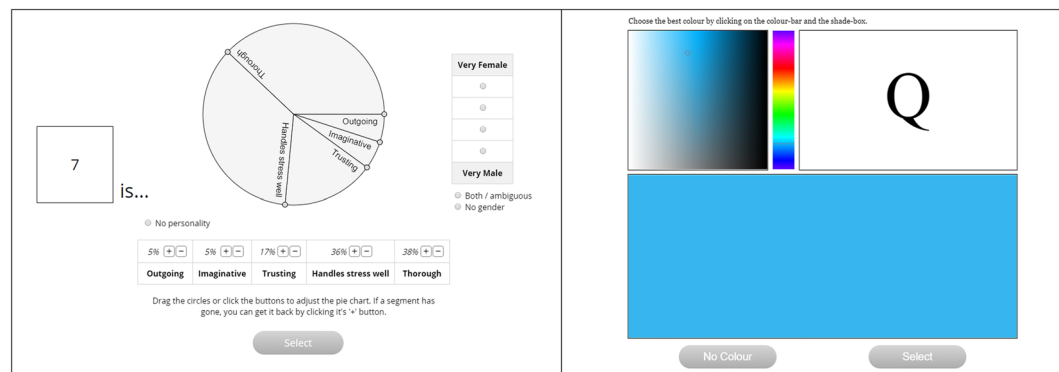 Thorough
Outgoing
Imaginative
Trusting
Handles stress well
7
is...
Very Female
Very Male
Both / ambiguous
No gender
No personality
5% + − 5% + − 17% + − 36% + − 38% + −
Outgoing Imaginative Trusting Handles stress well Thorough
Drag the circles or click the buttons to adjust the pie chart. If a segment has
gone, you can get it back by clicking it's '+' button.
Select
Choose the best colour by clicking on the colour-bar and the shade-box.
Q
No Colour Select